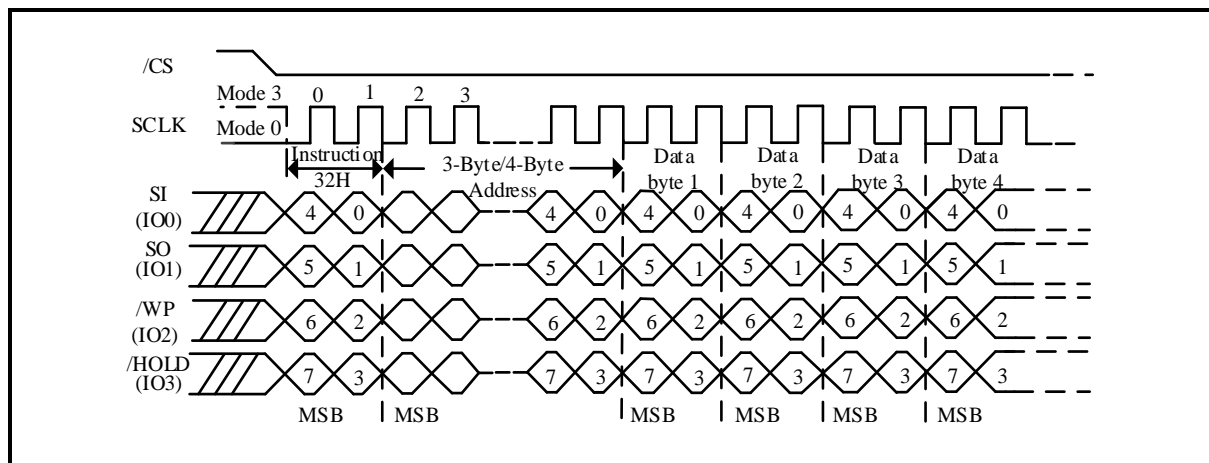 /CS
Mode 3 0 1 2 3
SCLK Mode 0
Instruction 3-Byte/4-Byte Data Data Data Data
32H Address byte 1 byte 2 byte 3 byte 4
SI
(IO0) 4 0 4 0 4 0 4 0 4 0 4 0
SO
(IO1) 5 1 5 1 5 1 5 1 5 1 5 1
/WP
(IO2) 6 2 6 2 6 2 6 2 6 2 6 2
/HOLD
(IO3) 7 3 7 3 7 3 7 3 7 3 7 3
MSB MSB MSB MSB MSB MSB